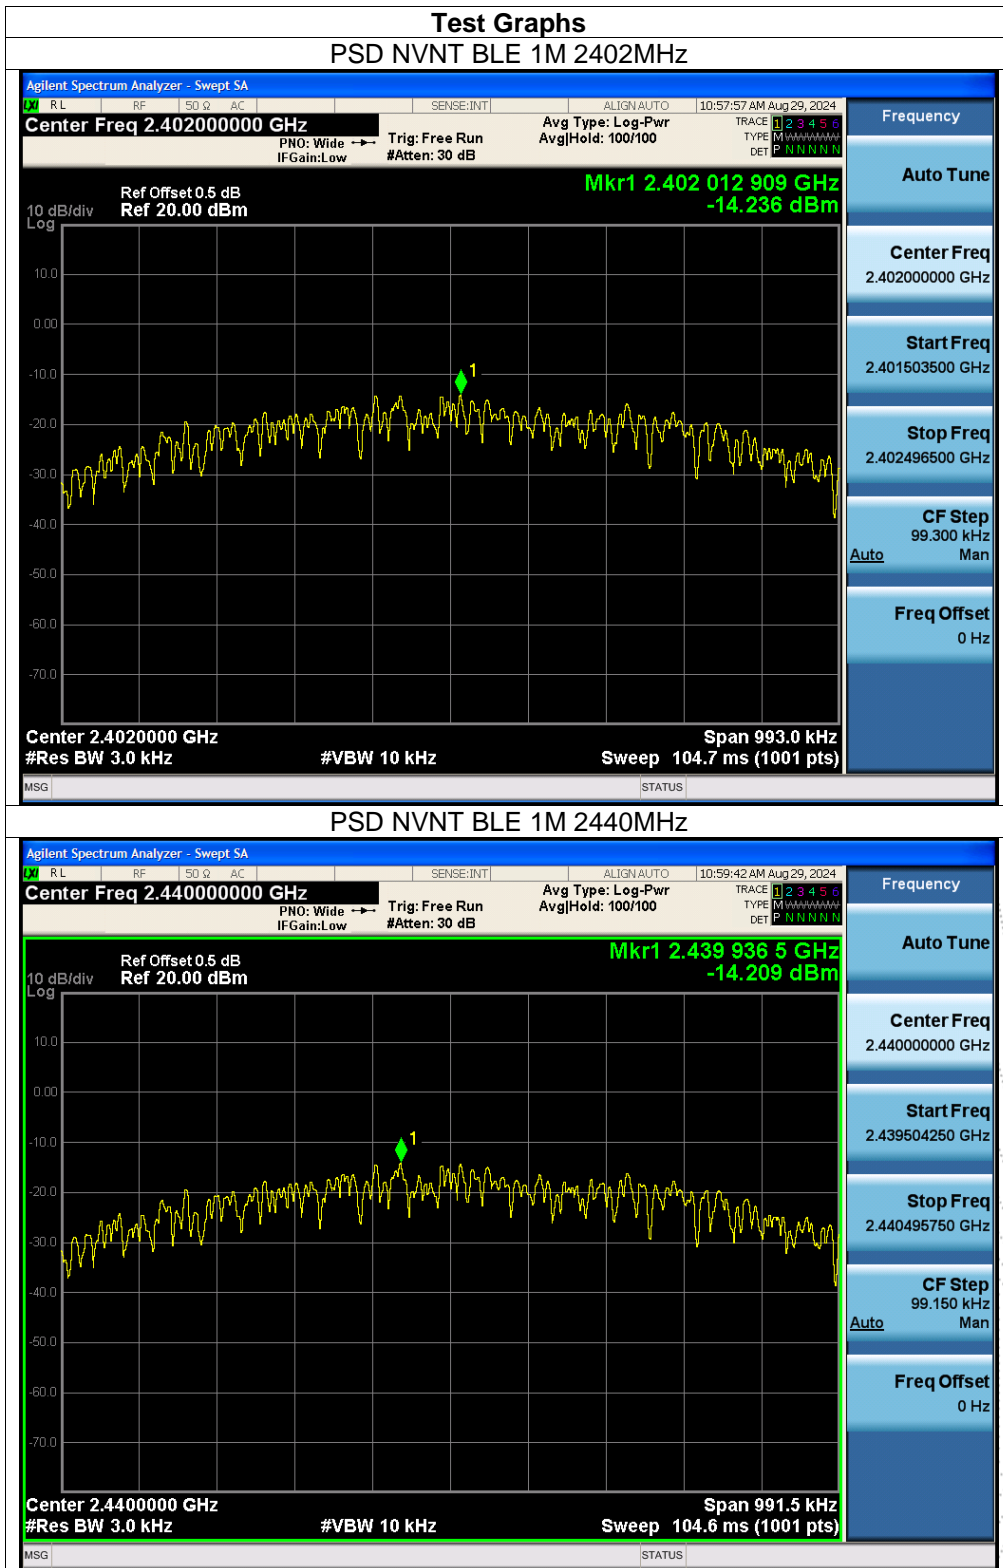 Test Graphs
PSD NVNT BLE 1M 2402MHz
Agilent Spectrum Analyzer - Swept SA
LXI RL RF 50 Ω AC SENSE:INT ALIGN AUTO 10:57:57 AM Aug 29, 2024
Center Freq 2.402000000 GHz
PNO: Wide
IFGain:Low
Trig: Free Run
#Atten: 30 dB
Avg Type: Log-Pwr
Avg|Hold: 100/100
TRACE 1 2 3 4 5 6
TYPE M
DET P N N N N N
Frequency
Auto Tune
Ref Offset 0.5 dB
10 dB/div Ref 20.00 dBm
Log
Mkr1 2.402 012 909 GHz
-14.236 dBm
10.0
0.00
-10.0
-20.0
-30.0
-40.0
-50.0
-60.0
-70.0
1
Center Freq
2.402000000 GHz
Start Freq
2.401503500 GHz
Stop Freq
2.402496500 GHz
CF Step
99.300 kHz
Auto Man
Freq Offset
0 Hz
Center 2.4020000 GHz Span 993.0 kHz
#Res BW 3.0 kHz #VBW 10 kHz Sweep 104.7 ms (1001 pts)
MSG STATUS
PSD NVNT BLE 1M 2440MHz
Agilent Spectrum Analyzer - Swept SA
LXI RL RF 50 Ω AC SENSE:INT ALIGN AUTO 10:59:42 AM Aug 29, 2024
Center Freq 2.440000000 GHz
PNO: Wide
IFGain:Low
Trig: Free Run
#Atten: 30 dB
Avg Type: Log-Pwr
Avg|Hold: 100/100
TRACE 1 2 3 4 5 6
TYPE M
DET P N N N N N
Frequency
Auto Tune
Ref Offset 0.5 dB
10 dB/div Ref 20.00 dBm
Log
Mkr1 2.439 936 5 GHz
-14.209 dBm
10.0
0.00
-10.0
-20.0
-30.0
-40.0
-50.0
-60.0
-70.0
1
Center Freq
2.440000000 GHz
Start Freq
2.439504250 GHz
Stop Freq
2.440495750 GHz
CF Step
99.150 kHz
Auto Man
Freq Offset
0 Hz
Center 2.4400000 GHz Span 991.5 kHz
#Res BW 3.0 kHz #VBW 10 kHz Sweep 104.6 ms (1001 pts)
MSG STATUS